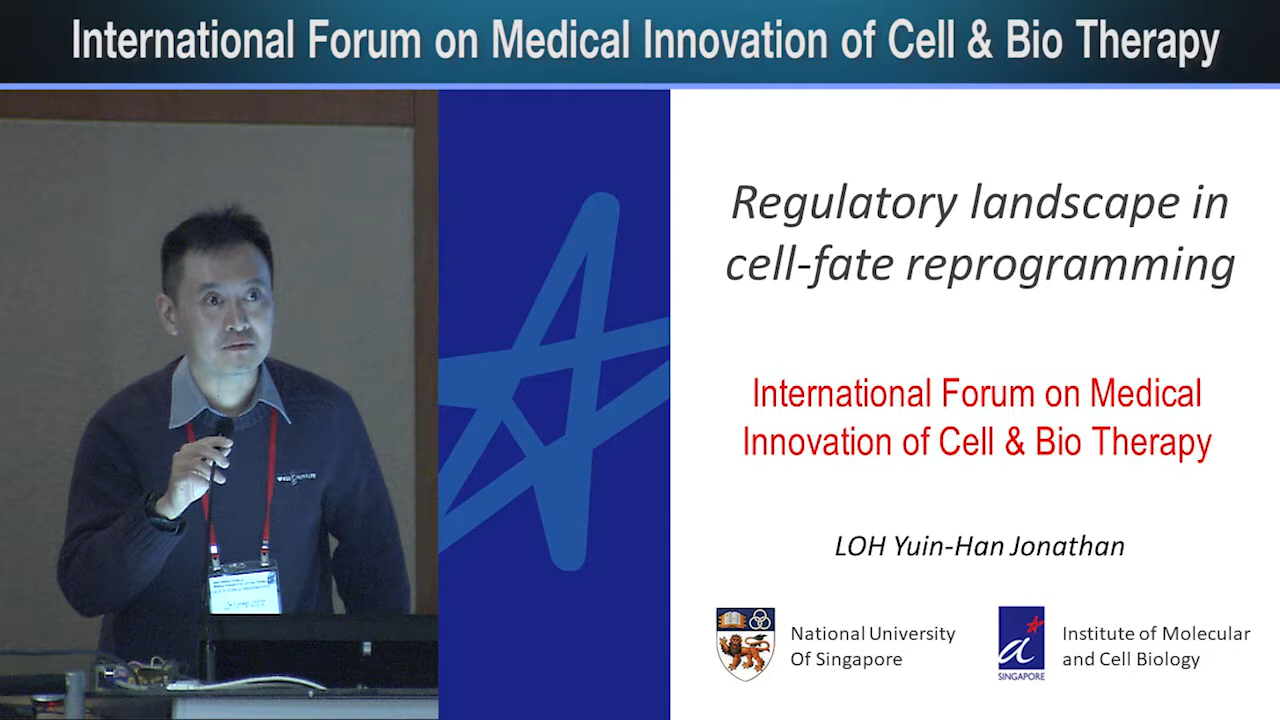 International Forum on Medical Innovation of Cell & Bio Therapy
Regulatory landscape in
cell-fate reprogramming
International Forum on Medical
Innovation of Cell & Bio Therapy
LOH Yuin-Han Jonathan
National University
Of Singapore
Institute of Molecular
and Cell Biology
a
SINGAPORE